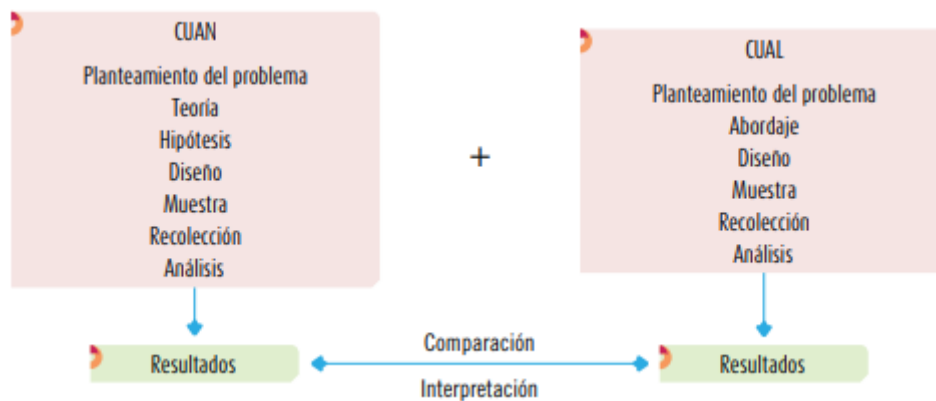 CUAN
Planteamiento del problema
Teoría
Hipótesis
Diseño
Muestra
Recolección
Análisis
+
CUAL
Planteamiento del problema
Abordaje
Diseño
Muestra
Recolección
Análisis
Resultados
Comparación
Interpretación
Resultados